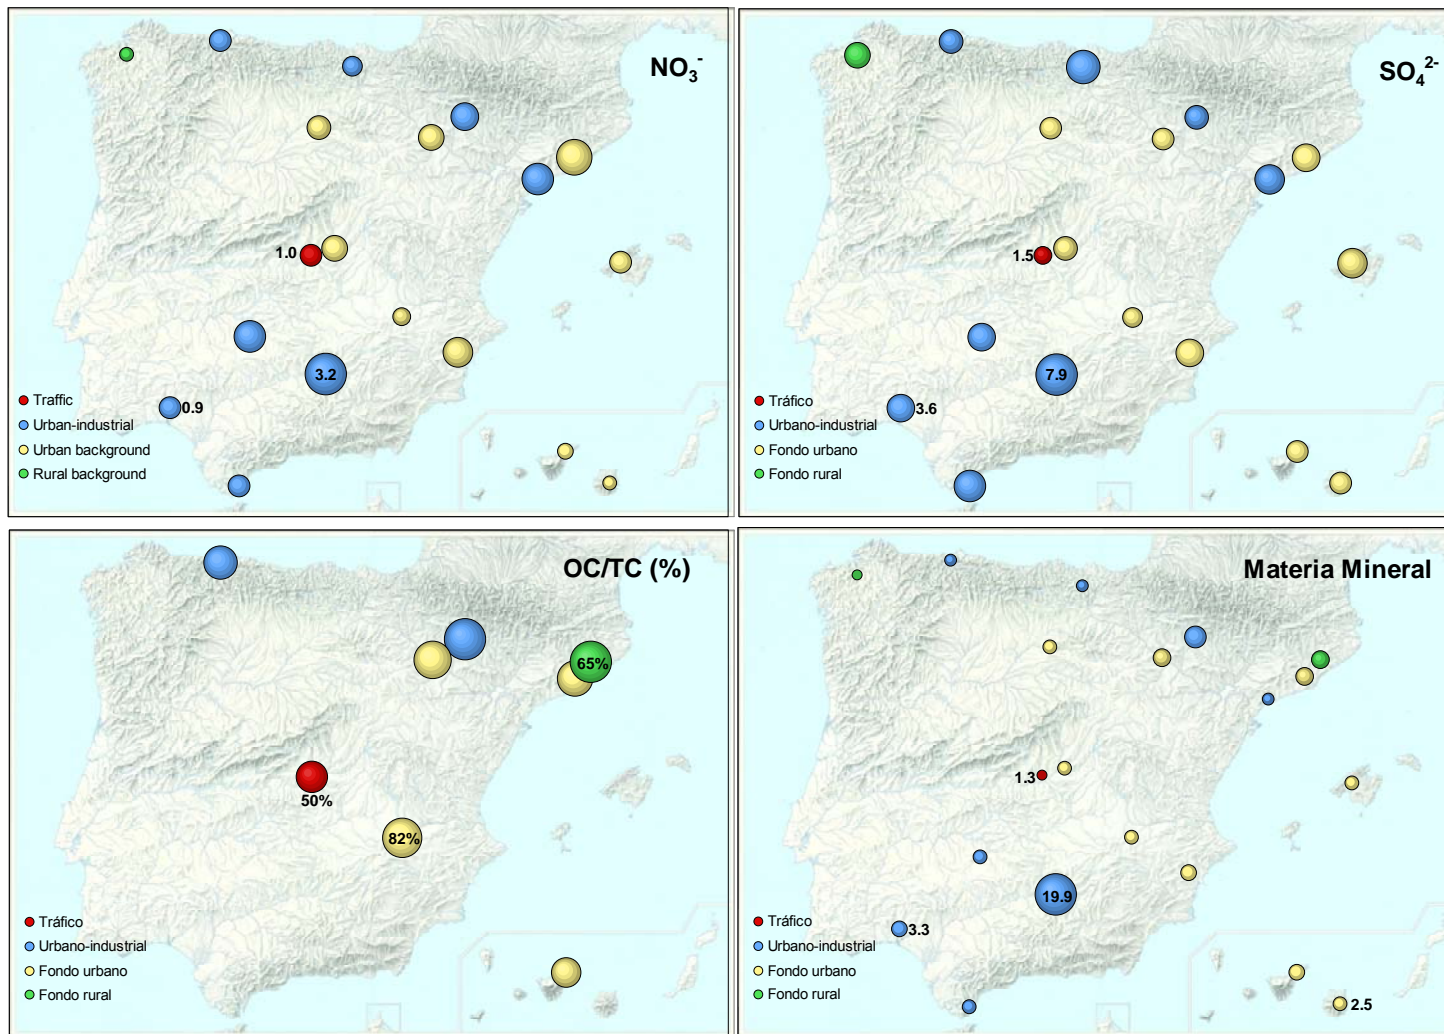 NO₃⁻
1.0
3.2
0.9
Traffic
Urban-industrial
Urban background
Rural background
SO₄²⁻
1.5
7.9
3.6
Tráfico
Urbano-industrial
Fondo urbano
Fondo rural
OC/TC (%)
65%
50%
82%
Tráfico
Urbano-industrial
Fondo urbano
Fondo rural
Materia Mineral
1.3
19.9
3.3
2.5
Tráfico
Urbano-industrial
Fondo urbano
Fondo rural